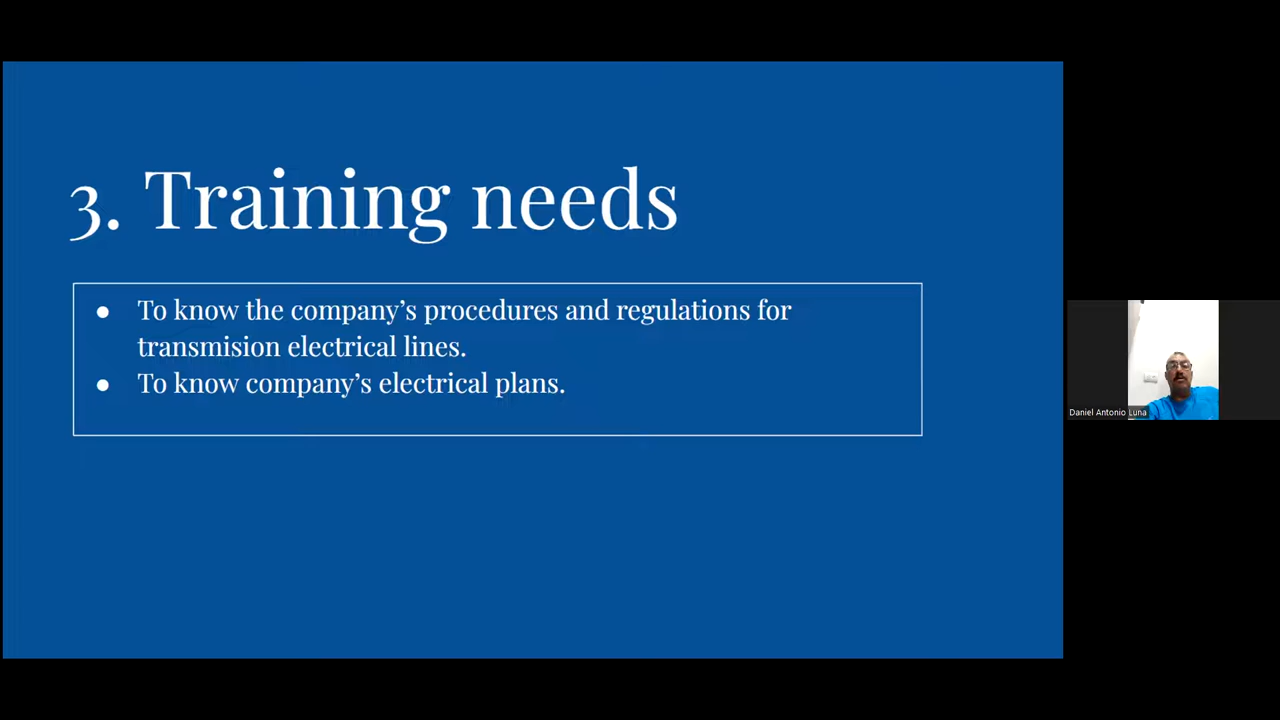 3. Training needs
● To know the company’s procedures and regulations for
transmision electrical lines.
● To know company’s electrical plans.
Daniel Antonio Luna